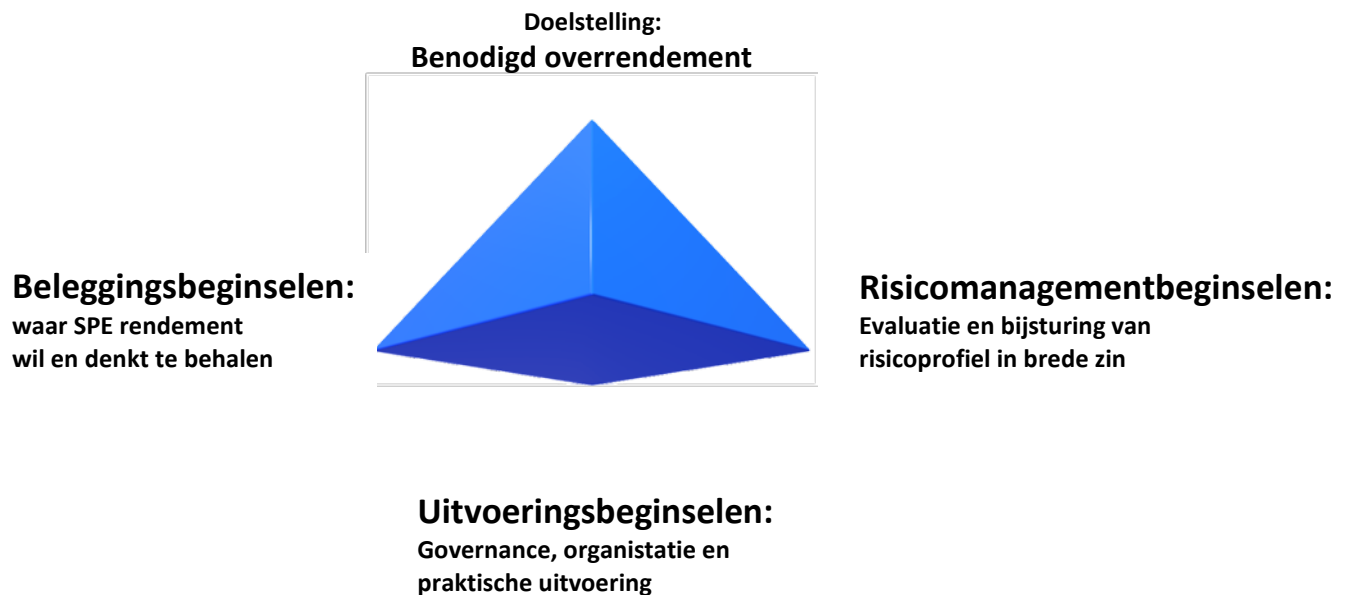 Doelstelling:
Benodigd overrendement
Beleggingsbeginselen:
waar SPE rendement
wil en denkt te behalen
Risicomanagementbeginselen:
Evaluatie en bijsturing van
risicoprofiel in brede zin
Uitvoeringsbeginselen:
Governance, organistatie en
praktische uitvoering